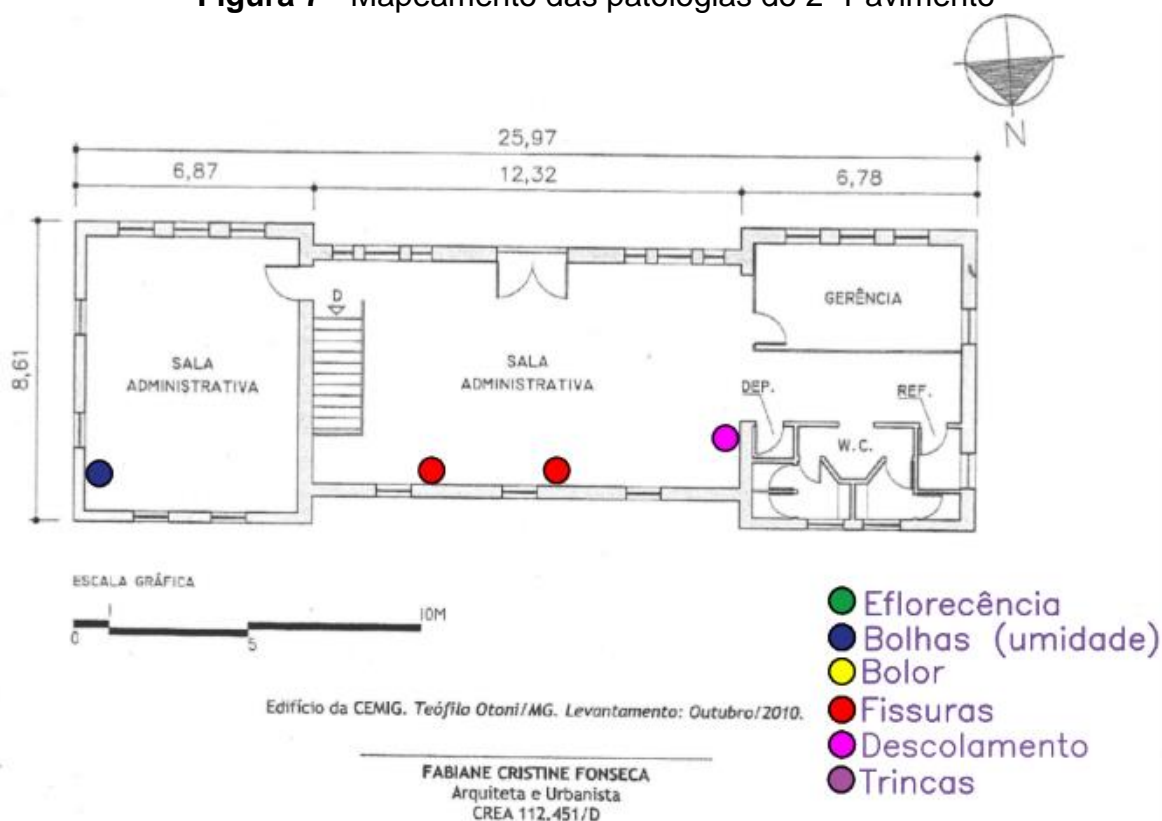 Figura 7 - Mapeamento das patologias do 2º Pavimento
N
25,97
6,87
12,32
6,78
8,61
D
GERÊNCIA
SALA
ADMINISTRATIVA
SALA
ADMINISTRATIVA
DEP.
REF.
W.C.
ESCALA GRÁFICA
0
1
5
10M
Eflorecência
Bolhas (umidade)
Bolor
Fissuras
Descolamento
Trincas
Edifício da CEMIG. Teófilo Otoni/MG. Levantamento: Outubro/2010.
FABIANE CRISTINE FONSECA
Arquiteta e Urbanista
CREA 112.451/D